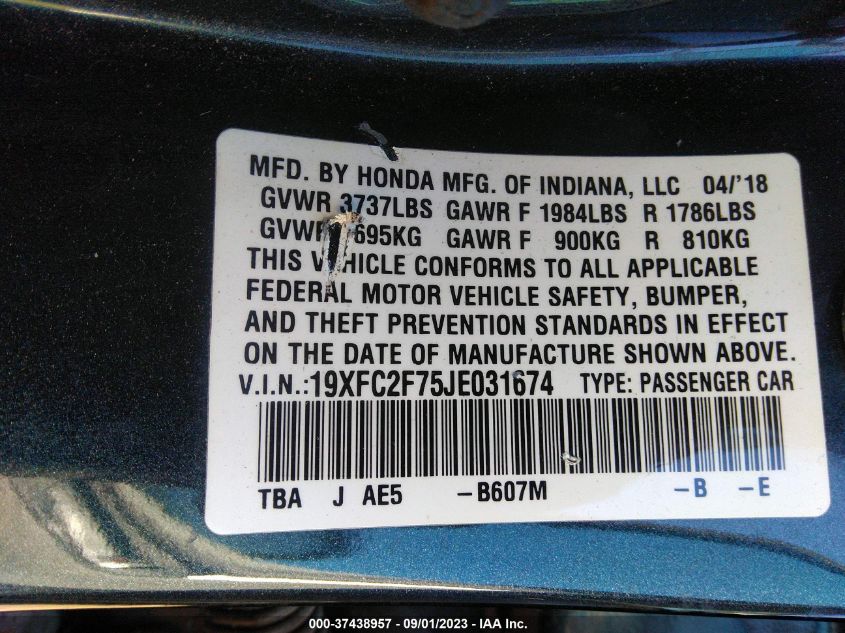 MFD. BY HONDA MFG. OF INDIANA, LLC 04/'18
GVWR 3737LBS GAWR F 1984LBS R 1786LBS
GAWR F 900KG R 810KG
THIS CONFORMS TO ALL APPLICABLE
FEDERAL MOTOR VEHICLE SAFETY, BUMPER,
AND THEFT PREVENTION STANDARDS IN EFFECT
ON THE DATE OF MANUFACTURE SHOWN ABOVE.
V.I.N.:19XFC2F75JE031674 TYPE: PASSENGER CAR
TBA J AE5 -B607M -B -E
000-37438957 - 09/01/2023 - © IAA, Inc.